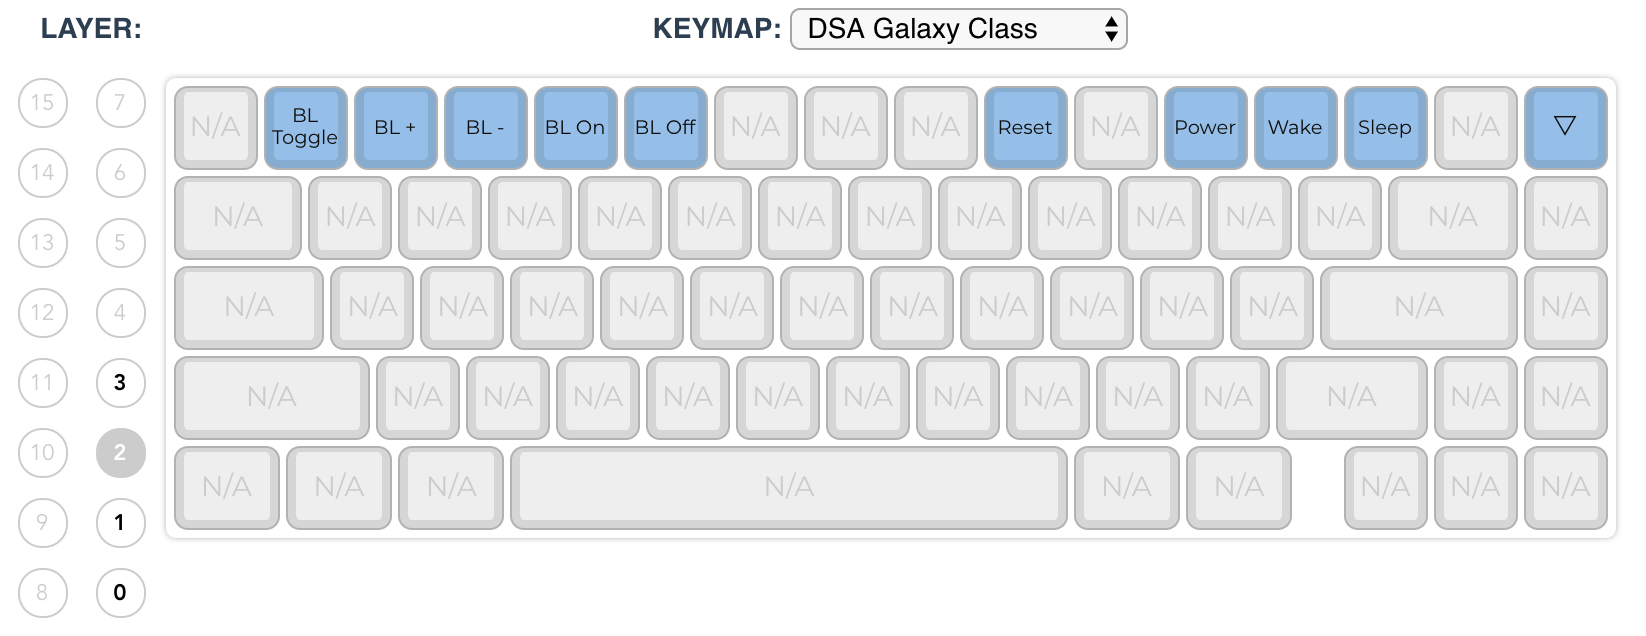 LAYER: KEYMAP: DSA Galaxy Class
15 7 N/A BL Toggle BL + BL - BL On BL Off N/A N/A N/A Reset N/A Power Wake Sleep N/A ▽
14 6 N/A N/A N/A N/A N/A N/A N/A N/A N/A N/A N/A N/A N/A N/A N/A
13 5
12 4 N/A N/A N/A N/A N/A N/A N/A N/A N/A N/A N/A N/A N/A N/A
11 3 N/A N/A N/A N/A N/A N/A N/A N/A N/A N/A N/A N/A N/A
10 2 N/A N/A N/A N/A N/A N/A N/A N/A N/A
9 1
8 0